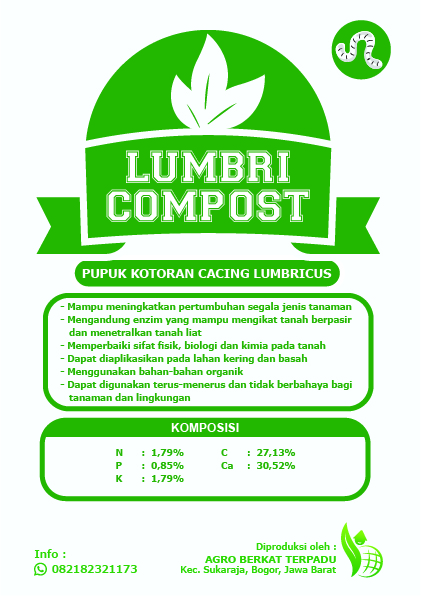 LUMBRI
COMPOST
PUPUK KOTORAN CACING LUMBRICUS
- Mampu meningkatkan pertumbuhan segala jenis tanaman
- Mengandung enzim yang mampu mengikat tanah berpasir
dan menetralkan tanah liat
- Memperbaiki sifat fisik, biologi dan kimia pada tanah
- Dapat diaplikasikan pada lahan kering dan basah
- Menggunakan bahan-bahan organik
- Dapat digunakan terus-menerus dan tidak berbahaya bagi
tanaman dan lingkungan
KOMPOSISI
N : 1,79% C : 27,13%
P : 0,85% Ca : 30,52%
K : 1,79%
Info :
082182321173
Diproduksi oleh :
AGRO BERKAT TERPADU
Kec. Sukaraja, Bogor, Jawa Barat